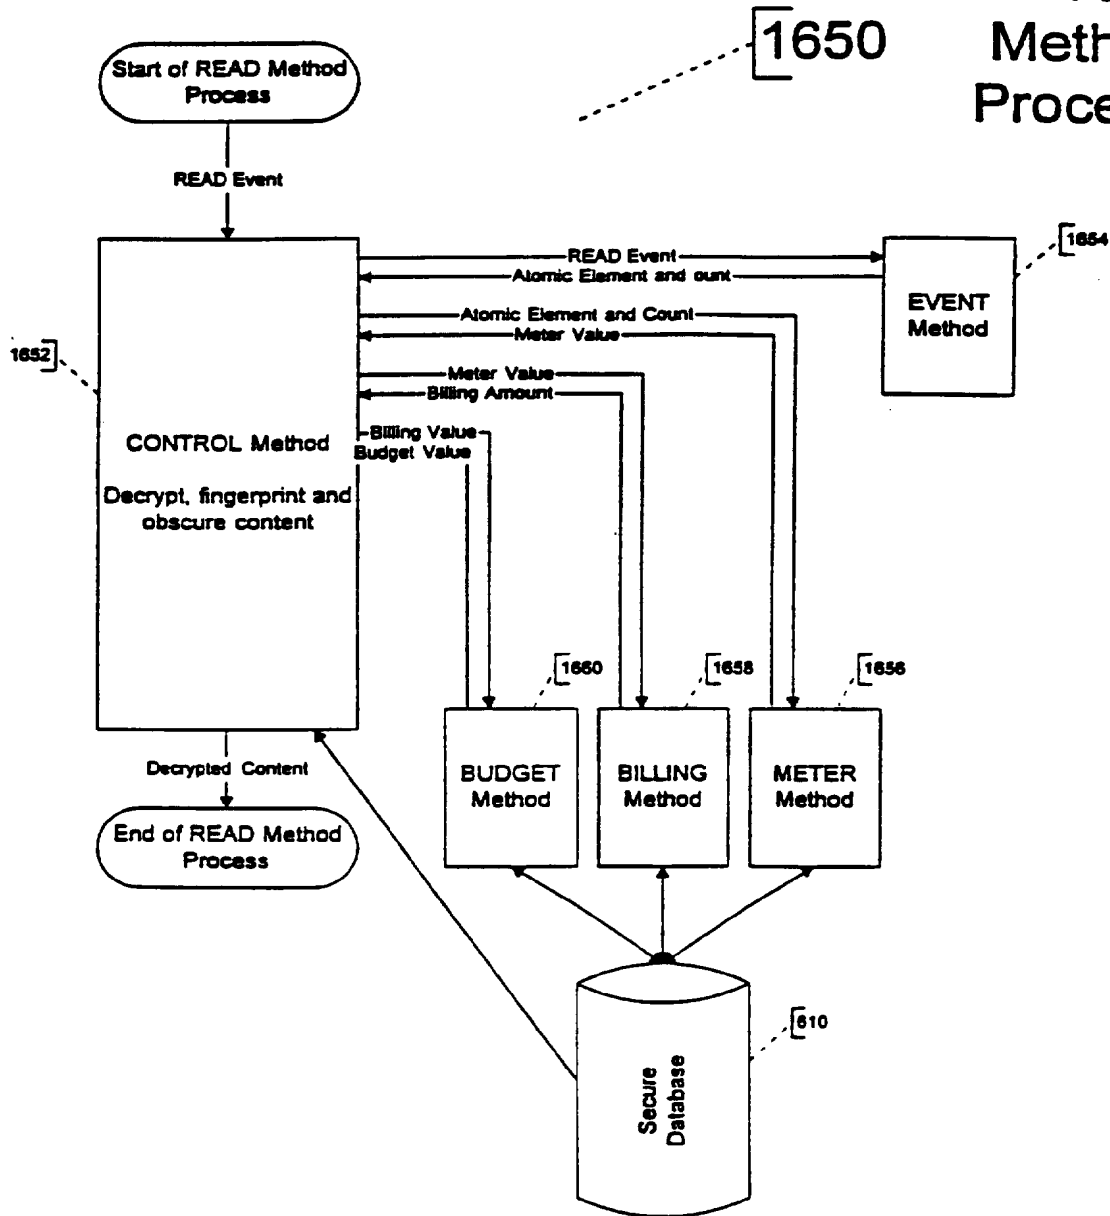 1650
Meth
Proce
Start of READ Method
Process
READ Event
READ Event
Atomic Element and ount
1654
EVENT
Method
Atomic Element and Count
Meter Value
1652
Meter Value
Billing Amount
Billing Value
Budget Value
CONTROL Method
Decrypt, fingerprint and
obscure content
1660
1658
1656
BUDGET
Method
BILLING
Method
METER
Method
Decrypted Content
End of READ Method
Process
610
Secure
Database